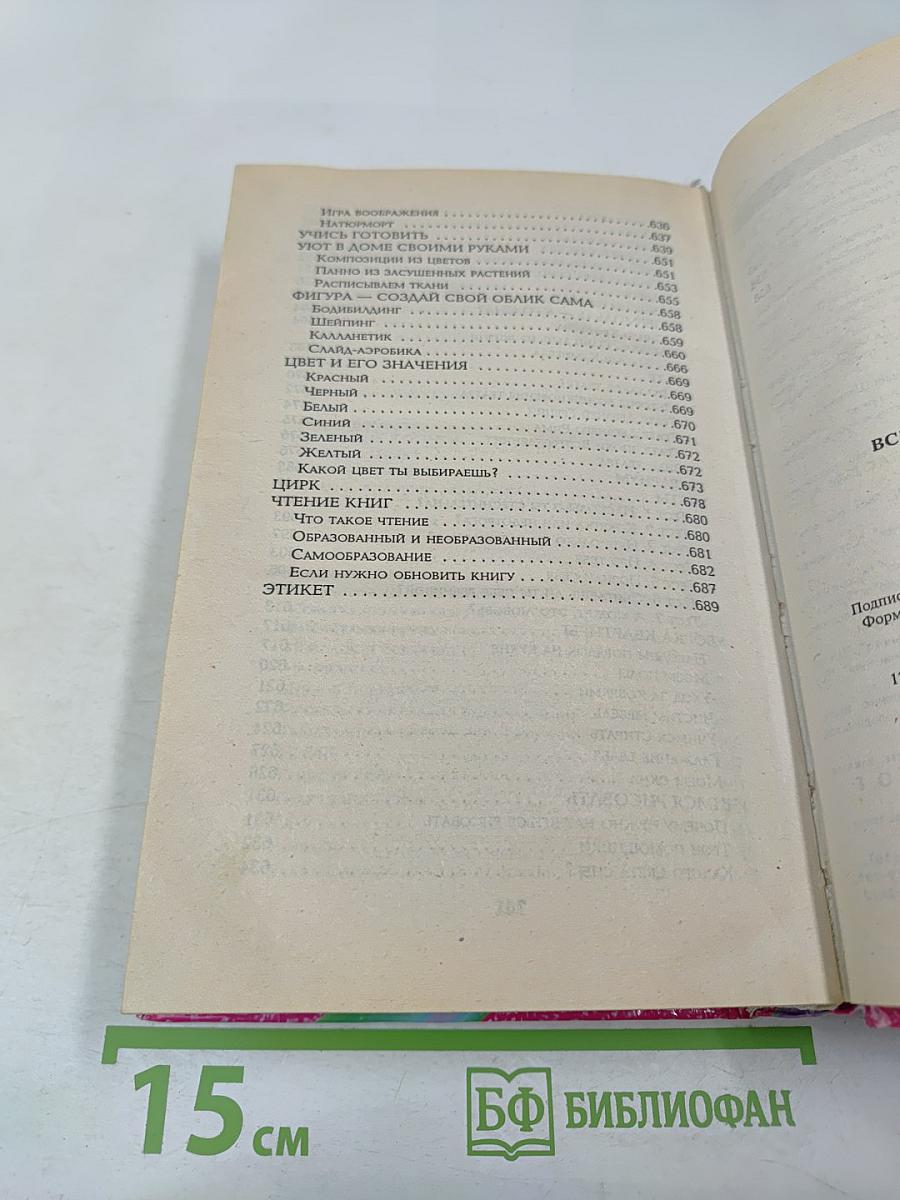 Игра воображения 636
Натюрморт 637
УЧИСЬ ГОТОВИТЬ 639
УЮТ В ДОМЕ СВОИМИ РУКАМИ 651
Композиции из цветов 651
Панно из засушенных растений 653
Расписываем ткани 655
ФИГУРА — СОЗДАЙ СВОЙ ОБЛИК САМА 658
Бодибилдинг 658
Шейпинг 659
Калланетик 660
Слайд-аэробика 666
ЦВЕТ И ЕГО ЗНАЧЕНИЯ 669
Красный 669
Черный 669
Белый 670
Синий 671
Зеленый 672
Желтый 672
Какой цвет ты выбираешь? 673
ЦИРК 678
ЧТЕНИЕ КНИГ 680
Что такое чтение 680
Образованный и необразованный 681
Самообразование 682
Если нужно обновить книгу 687
ЭТИКЕТ 689
ВС
Подпис
Форм
15 см
БФ БИБЛИОФАН